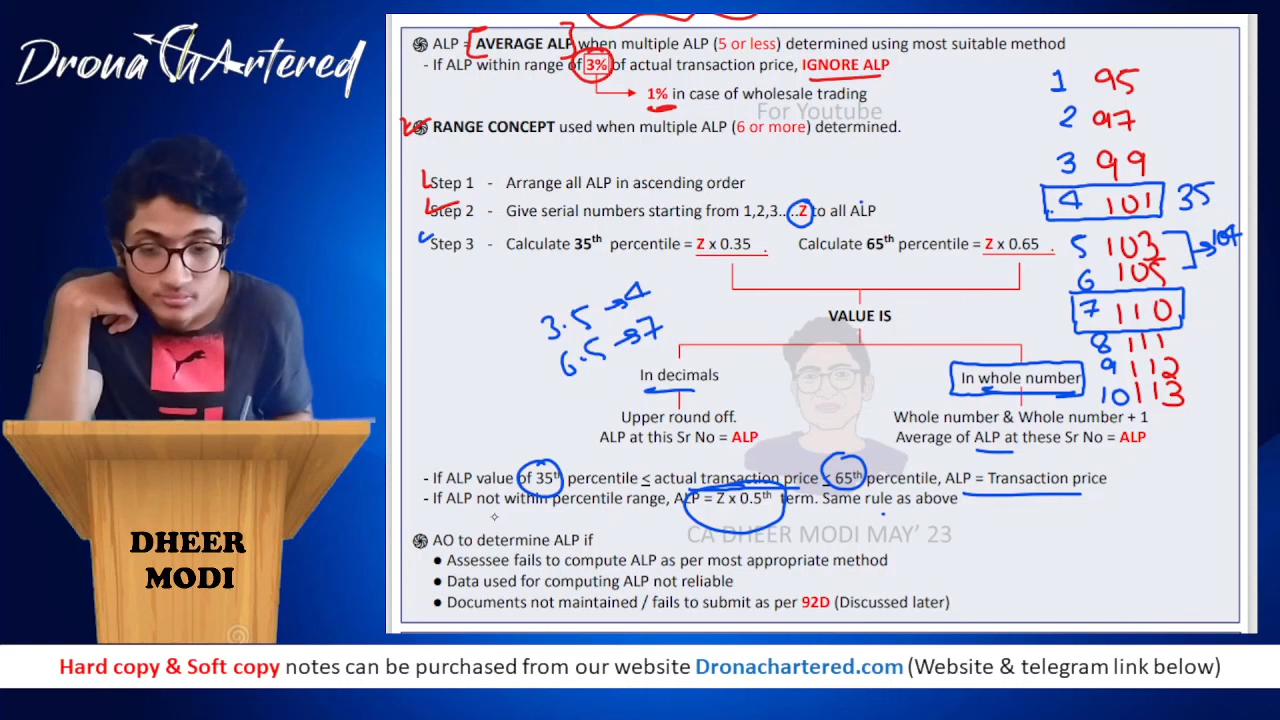 Drona CHArtered
ALP = [AVERAGE ALP] when multiple ALP (5 or less) determined using most suitable method
- If ALP within range of 3% of actual transaction price, IGNORE ALP
1% in case of wholesale trading
For Youtube
RANGE CONCEPT used when multiple ALP (6 or more) determined.
Step 1 - Arrange all ALP in ascending order
Step 2 - Give serial numbers starting from 1,2,3.....Z to all ALP
Step 3 - Calculate 35th percentile = Z x 0.35 .
Calculate 65th percentile = Z x 0.65 .
1 95
2 97
3 99
4 101 35
5 103
6 105
→104
7 110
8 111
9 112
10 113
3.5 → 4
6.5 → 7
VALUE IS
In decimals
In whole number
Upper round off.
ALP at this Sr No = ALP
Whole number & Whole number + 1
Average of ALP at these Sr No = ALP
- If ALP value of 35th percentile ≤ actual transaction price ≤ 65th percentile, ALP = Transaction price
- If ALP not within percentile range, ALP = Z x 0.5th term. Same rule as above
CA DHEER MODI MAY' 23
AO to determine ALP if
● Assessee fails to compute ALP as per most appropriate method
● Data used for computing ALP not reliable
● Documents not maintained / fails to submit as per 92D (Discussed later)
DHEER
MODI
Hard copy & Soft copy notes can be purchased from our website Dronachartered.com (Website & telegram link below)